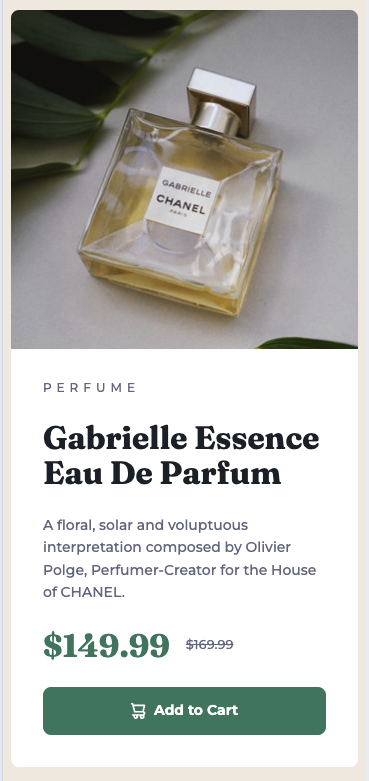 GABRIELLE
CHANEL
PARIS
PERFUME
Gabrielle Essence
Eau De Parfum
A floral, solar and voluptuous
interpretation composed by Olivier
Polge, Perfumer-Creator for the House
of CHANEL.
$149.99 $169.99
Add to Cart